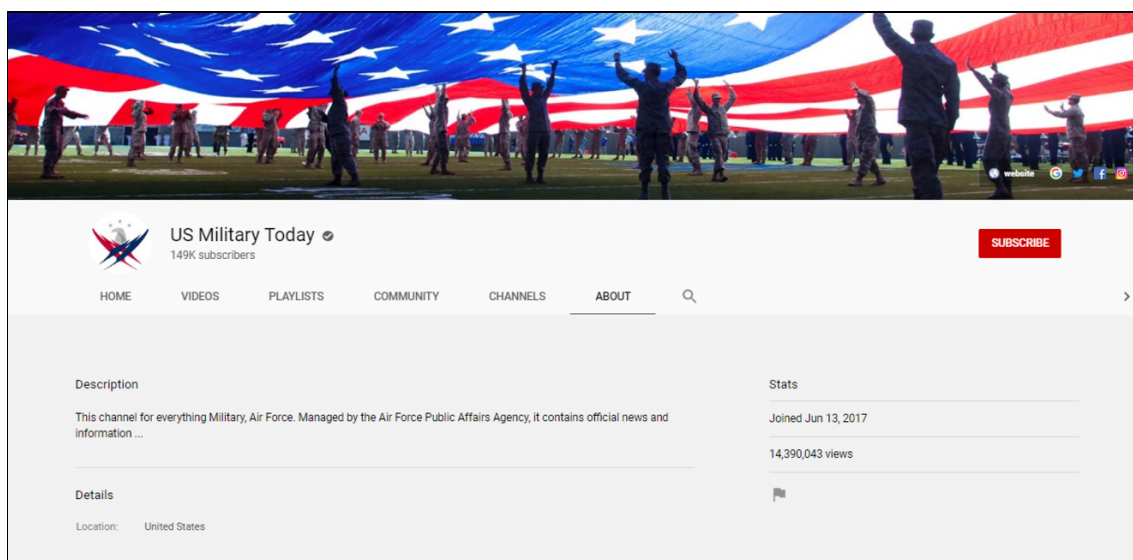 website
US Military Today
149K subscribers
SUBSCRIBE
HOME
VIDEOS
PLAYLISTS
COMMUNITY
CHANNELS
ABOUT
Description
This channel for everything Military, Air Force. Managed by the Air Force Public Affairs Agency, it contains official news and
information ...
Details
Location: United States
Stats
Joined Jun 13, 2017
14,390,043 views